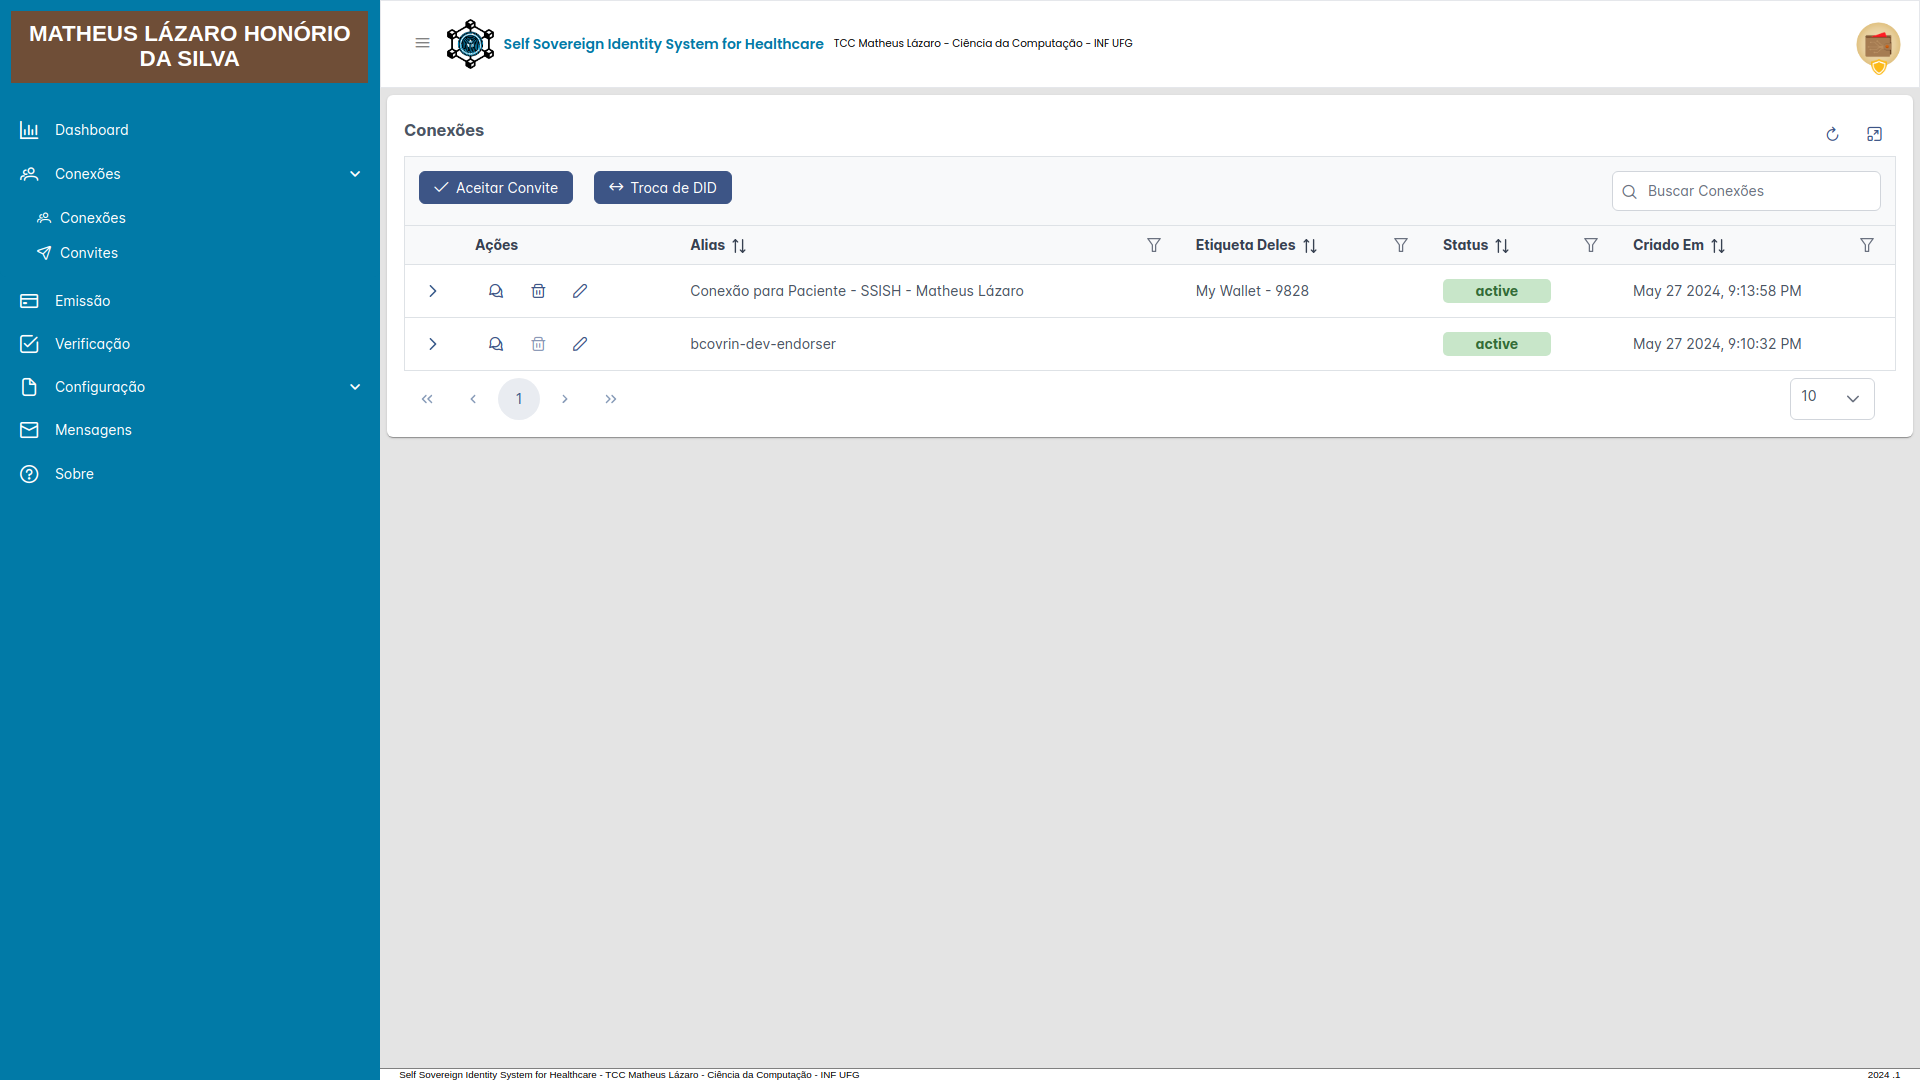 MATHEUS LÁZARO HONÓRIO
DA SILVA
Self Sovereign Identity System for Healthcare TCC Matheus Lázaro - Ciência da Computação - INF UFG
Dashboard
Conexões
Conexões
Convites
Emissão
Verificação
Configuração
Mensagens
Sobre
Conexões
Aceitar Convite Troca de DID Buscar Conexões
Ações Alias Etiqueta Deles Status Criado Em
Conexão para Paciente - SSISH - Matheus Lázaro My Wallet - 9828 active May 27 2024, 9:13:58 PM
bcovrin-dev-endorser active May 27 2024, 9:10:32 PM
1 10
Self Sovereign Identity System for Healthcare - TCC Matheus Lázaro - Ciência da Computação - INF UFG 2024 .1